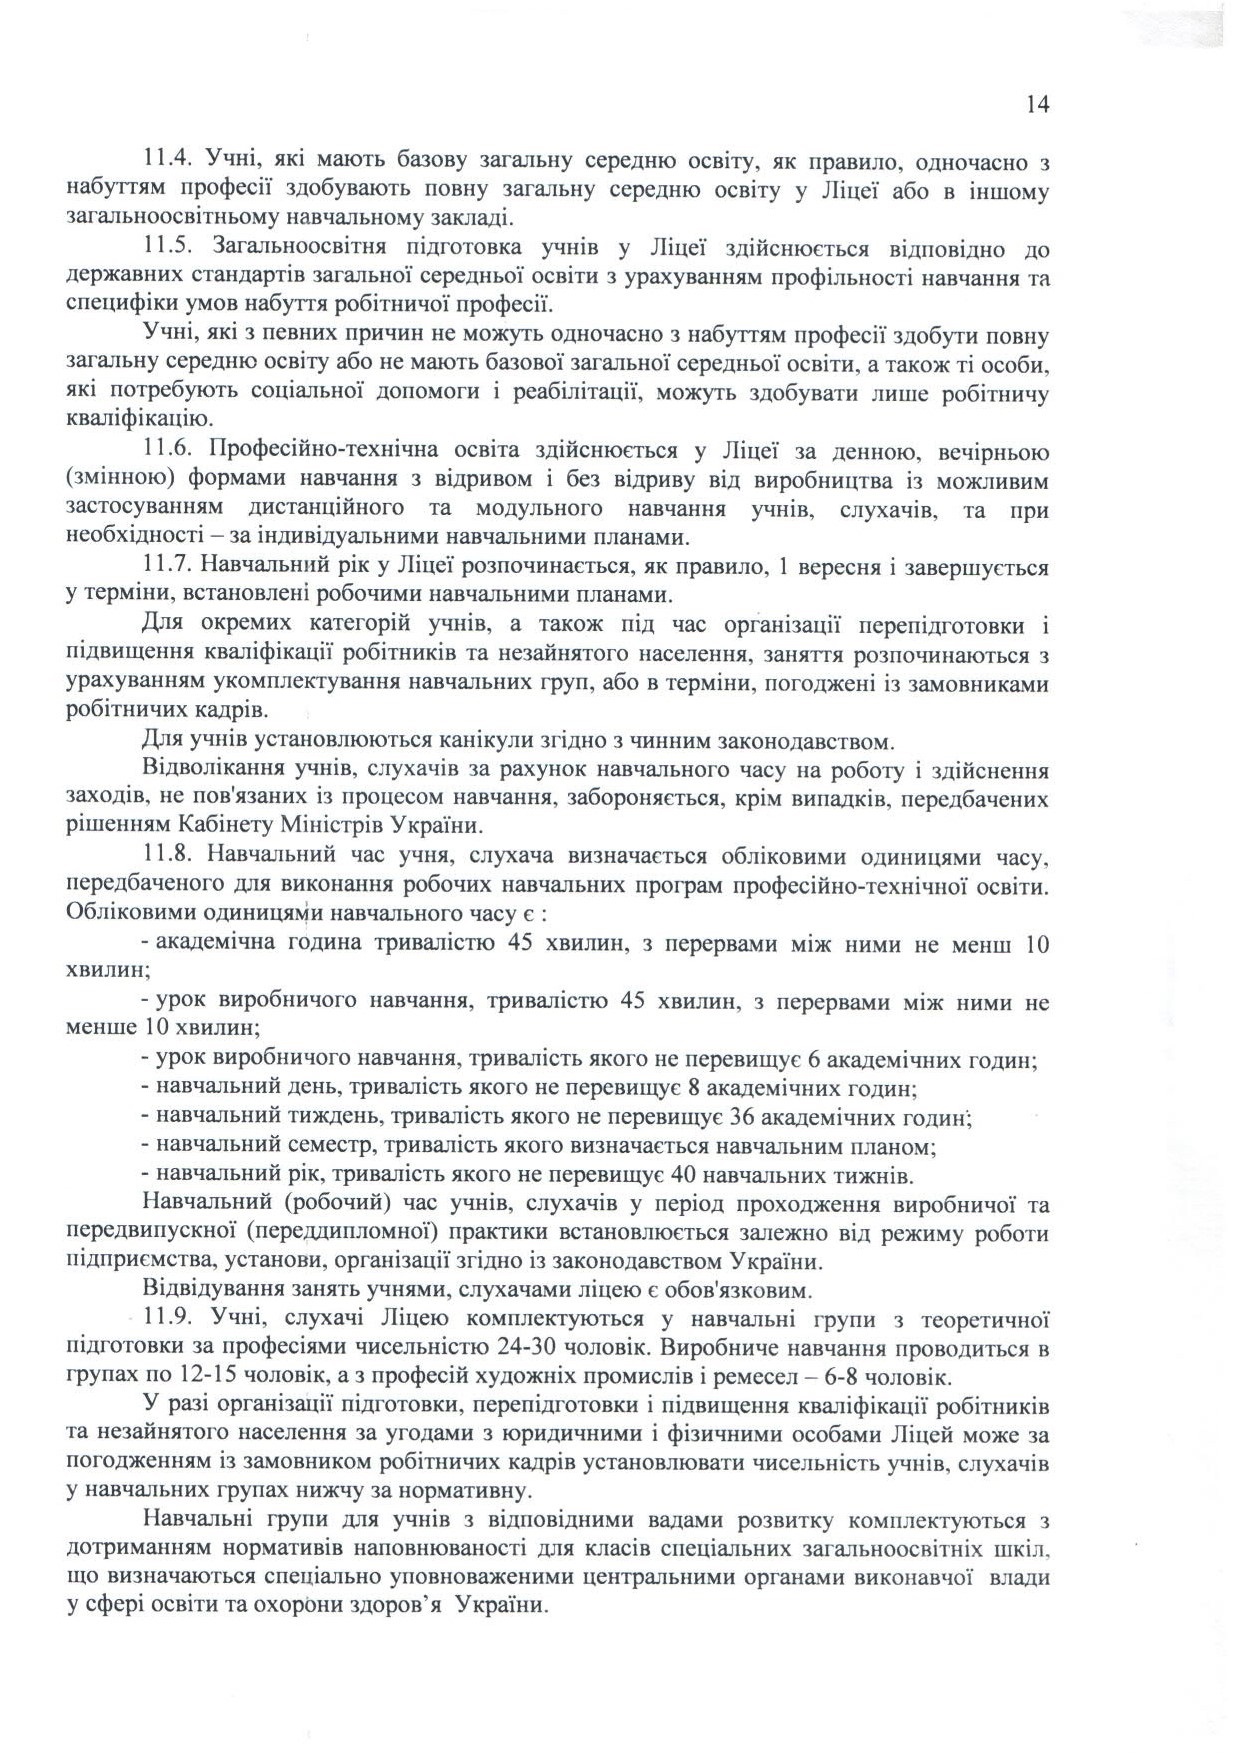 14
11.4. Учні, які мають базову загальну середню освіту, як правило, одночасно з
набуттям професії здобувають повну загальну середню освіту у Ліцеї або в іншому
загальноосвітньому навчальному закладі.
11.5. Загальноосвітня підготовка учнів у Ліцеї здійснюється відповідно до
державних стандартів загальної середньої освіти з урахуванням профільності навчання та
специфіки умов набуття робітничої професії.
Учні, які з певних причин не можуть одночасно з набуттям професії здобути повну
загальну середню освіту або не мають базової загальної середньої освіти, а також ті особи,
які потребують соціальної допомоги і реабілітації, можуть здобувати лише робітничу
кваліфікацію.
11.6. Професійно-технічна освіта здійснюється у Ліцеї за денною, вечірньою
(змінною) формами навчання з відривом і без відриву від виробництва із можливим
застосуванням дистанційного та модульного навчання учнів, слухачів, та при
необхідності – за індивідуальними навчальними планами.
11.7. Навчальний рік у Ліцеї розпочинається, як правило, 1 вересня і завершується
у терміни, встановлені робочими навчальними планами.
Для окремих категорій учнів, а також під час організації перепідготовки і
підвищення кваліфікації робітників та незайнятого населення, заняття розпочинаються з
урахуванням укомплектування навчальних груп, або в терміни, погоджені із замовниками
робітничих кадрів.
Для учнів установлюються канікули згідно з чинним законодавством.
Відволікання учнів, слухачів за рахунок навчального часу на роботу і здійснення
заходів, не пов'язаних із процесом навчання, забороняється, крім випадків, передбачених
рішенням Кабінету Міністрів України.
11.8. Навчальний час учня, слухача визначається обліковими одиницями часу,
передбаченого для виконання робочих навчальних програм професійно-технічної освіти.
Обліковими одиницями навчального часу є :
- академічна година тривалістю 45 хвилин, з перервами між ними не менш 10
хвилин;
- урок виробничого навчання, тривалістю 45 хвилин, з перервами між ними не
менше 10 хвилин;
- урок виробничого навчання, тривалість якого не перевищує 6 академічних годин;
- навчальний день, тривалість якого не перевищує 8 академічних годин;
- навчальний тиждень, тривалість якого не перевищує 36 академічних годин;
- навчальний семестр, тривалість якого визначається навчальним планом;
- навчальний рік, тривалість якого не перевищує 40 навчальних тижнів.
Навчальний (робочий) час учнів, слухачів у період проходження виробничої та
передвипускної (переддипломної) практики встановлюється залежно від режиму роботи
підприємства, установи, організації згідно із законодавством України.
Відвідування занять учнями, слухачами ліцею є обов'язковим.
11.9. Учні, слухачі Ліцею комплектуються у навчальні групи з теоретичної
підготовки за професіями чисельністю 24-30 чоловік. Виробниче навчання проводиться в
групах по 12-15 чоловік, а з професій художніх промислів і ремесел – 6-8 чоловік.
У разі організації підготовки, перепідготовки і підвищення кваліфікації робітників
та незайнятого населення за угодами з юридичними і фізичними особами Ліцей може за
погодженням із замовником робітничих кадрів установлювати чисельність учнів, слухачів
у навчальних групах нижчу за нормативну.
Навчальні групи для учнів з відповідними вадами розвитку комплектуються з
дотриманням нормативів наповнюваності для класів спеціальних загальноосвітніх шкіл,
що визначаються спеціально уповноваженими центральними органами виконавчої влади
у сфері освіти та охорони здоров’я України.